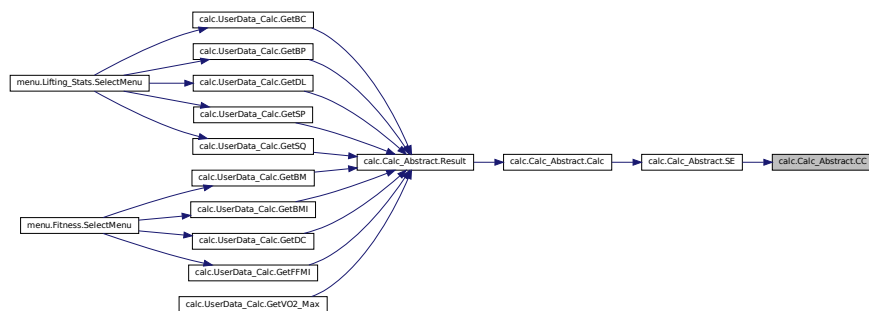 calc.UserData_Calc.GetBC
calc.UserData_Calc.GetBP
menu.Lifting_Stats.SelectMenu
calc.UserData_Calc.GetDL
calc.UserData_Calc.GetSP
calc.UserData_Calc.GetSQ
calc.Calc_Abstract.Result
calc.Calc_Abstract.Calc
calc.Calc_Abstract.SE
calc.Calc_Abstract.CC
calc.UserData_Calc.GetBM
calc.UserData_Calc.GetBMI
menu.Fitness.SelectMenu
calc.UserData_Calc.GetDC
calc.UserData_Calc.GetFFMI
calc.UserData_Calc.GetVO2_Max